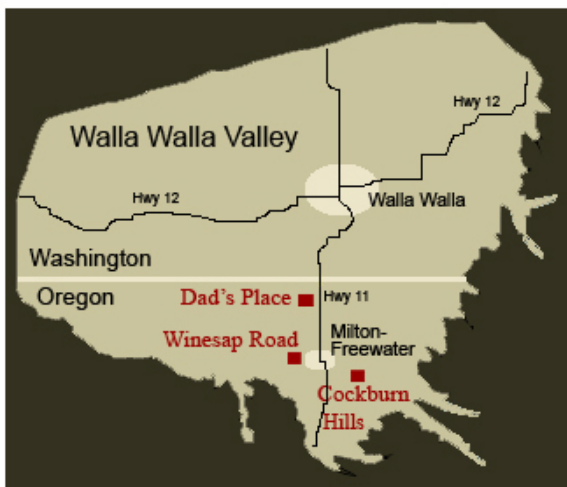 Hwy 12
Walla Walla Valley
Hwy 12
Walla Walla
Washington
Oregon
Dad's Place
Hwy 11
Winesap Road
Milton-
Freewater
Cockburn
Hills